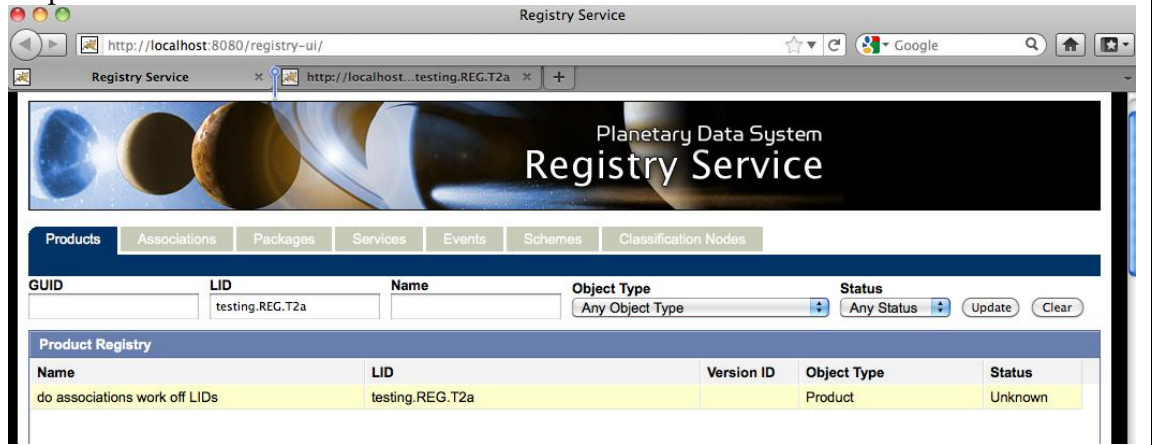 Registry Service
http://localhost:8080/registry-ui/
Google
Registry Service × http://localhost...testing.REG.T2a × +
Planetary Data System
Registry Service
Products Associations Packages Services Events Schemes Classification Nodes
GUID LID Name Object Type Status
testing.REG.T2a Any Object Type Any Status Update Clear
Product Registry
Name LID Version ID Object Type Status
do associations work off LIDs testing.REG.T2a Product Unknown